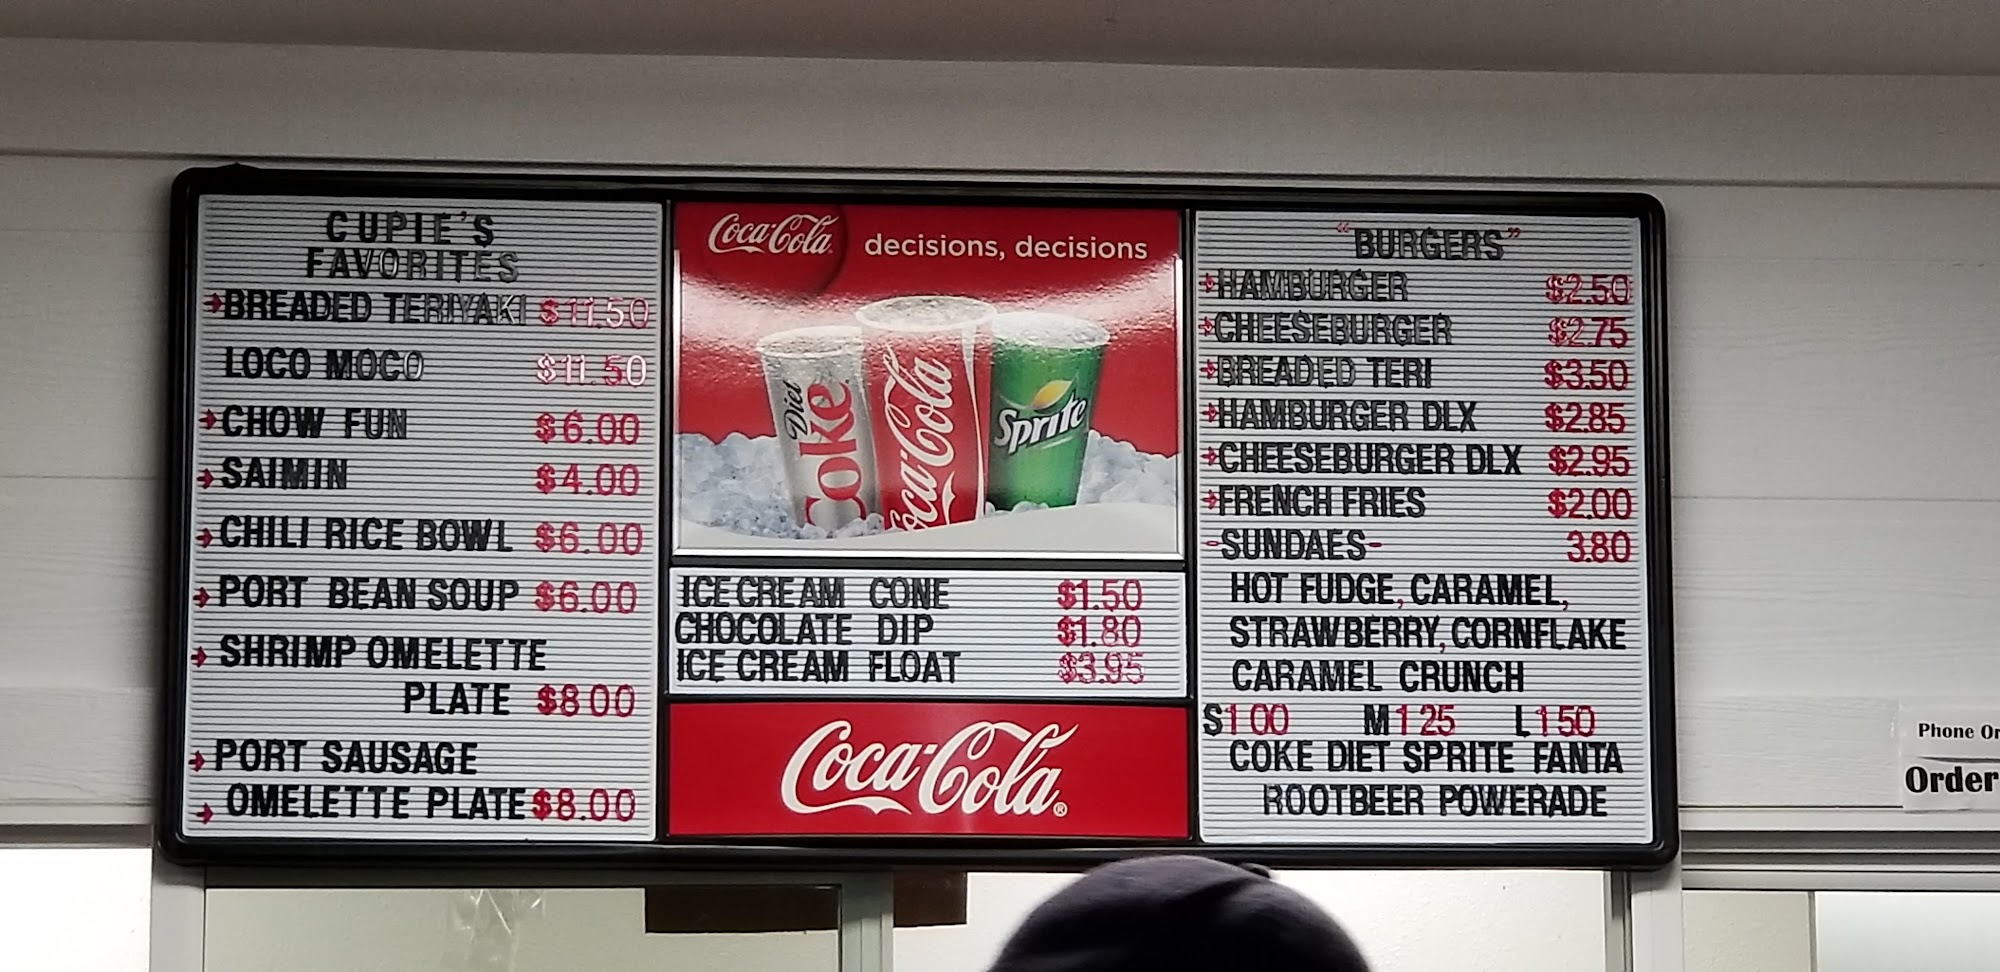 CUPIE'S
FAVORITES
BREADED TERIYAKI $11.50
LOCO MOCO $11.50
CHOW FUN $6.00
SAIMIN $4.00
CHILI RICE BOWL $6.00
PORT BEAN SOUP $6.00
SHRIMP OMELETTE
PLATE $8 00
PORT SAUSAGE
OMELETTE PLATE $8.00
Coca-Cola decisions, decisions
Diet Coke
Coca-Cola
Sprite
ICE CREAM CONE $1.50
CHOCOLATE DIP $1.80
ICE CREAM FLOAT $3.95
Coca-Cola®
"BURGERS"
HAMBURGER $2.50
CHEESEBURGER $2.75
BREADED TERI $3.50
HAMBURGER DLX $2.85
CHEESEBURGER DLX $2.95
FRENCH FRIES $2.00
-SUNDAES- 3.80
HOT FUDGE, CARAMEL,
STRAWBERRY, CORNFLAKE
CARAMEL CRUNCH
S 1 00 M 1 25 L 1 50
COKE DIET SPRITE FANTA
ROOTBEER POWERADE
Phone Or
Order